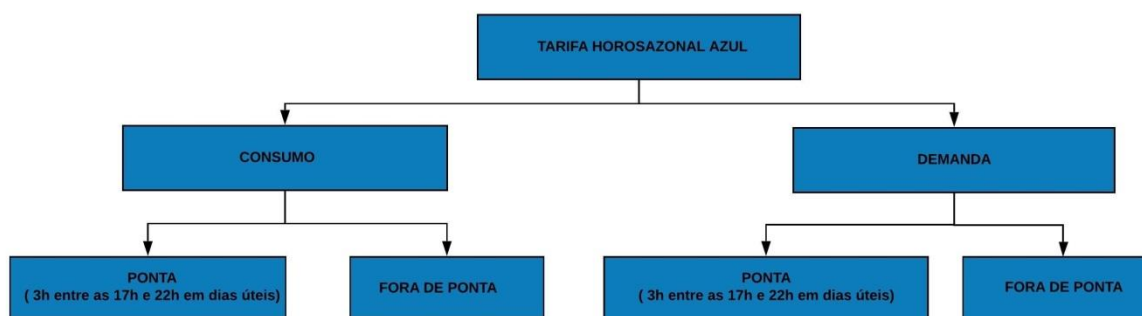 TARIFA HOROSAZONAL AZUL
CONSUMO
DEMANDA
PONTA
( 3h entre as 17h e 22h em dias úteis)
FORA DE PONTA
PONTA
( 3h entre as 17h e 22h em dias úteis)
FORA DE PONTA